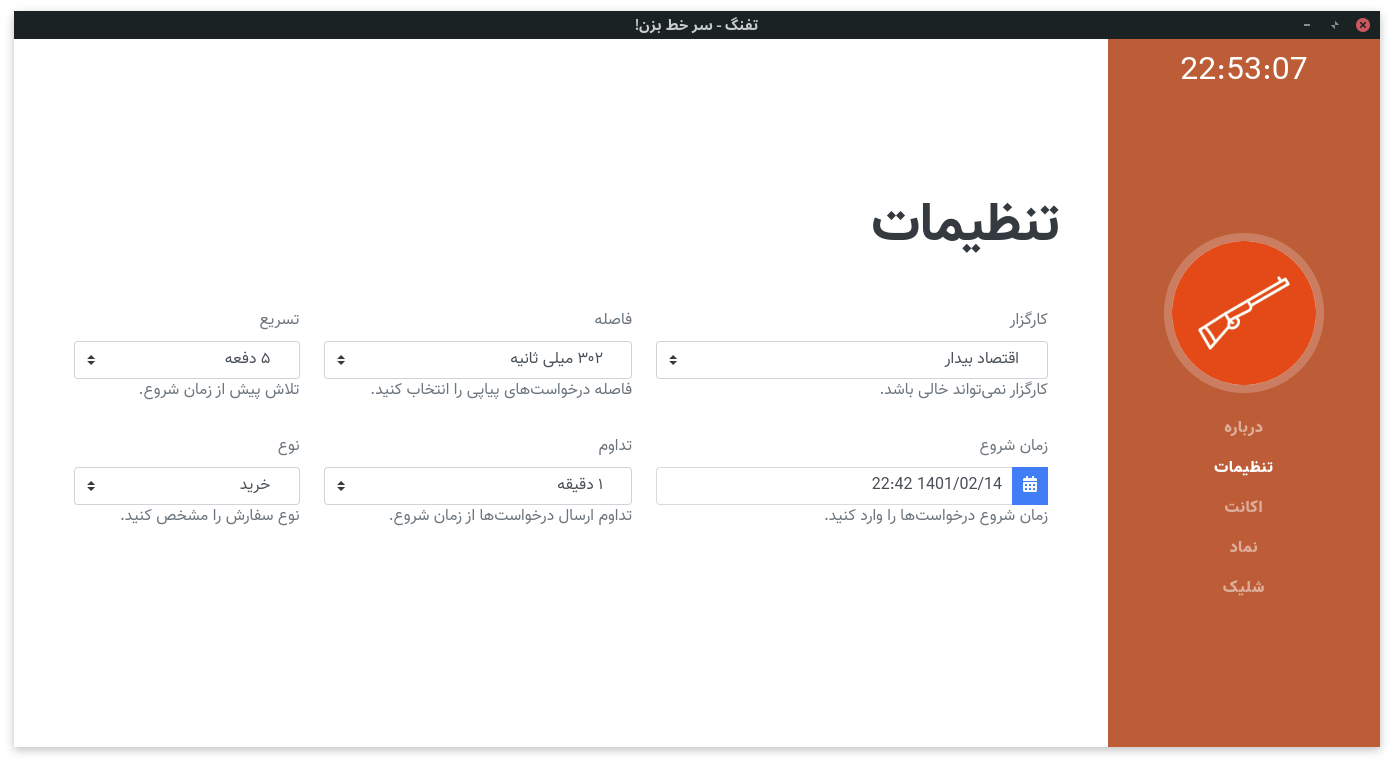 تفنگ - سر خط بزن!
22:53:07
درباره
تنظیمات
اکانت
نماد
شلیک
تنظیمات
کارگزار
فاصله
تسریع
اقتصاد بیدار
۳۰۲ میلی ثانیه
۵ دفعه
کارگزار نمی‌تواند خالی باشد.
فاصله درخواست‌های پیاپی را انتخاب کنید.
تلاش پیش از زمان شروع.
زمان شروع
تداوم
نوع
1401/02/14 22:42
۱ دقیقه
خرید
زمان شروع درخواست‌ها را وارد کنید.
تداوم ارسال درخواست‌ها از زمان شروع.
نوع سفارش را مشخص کنید.